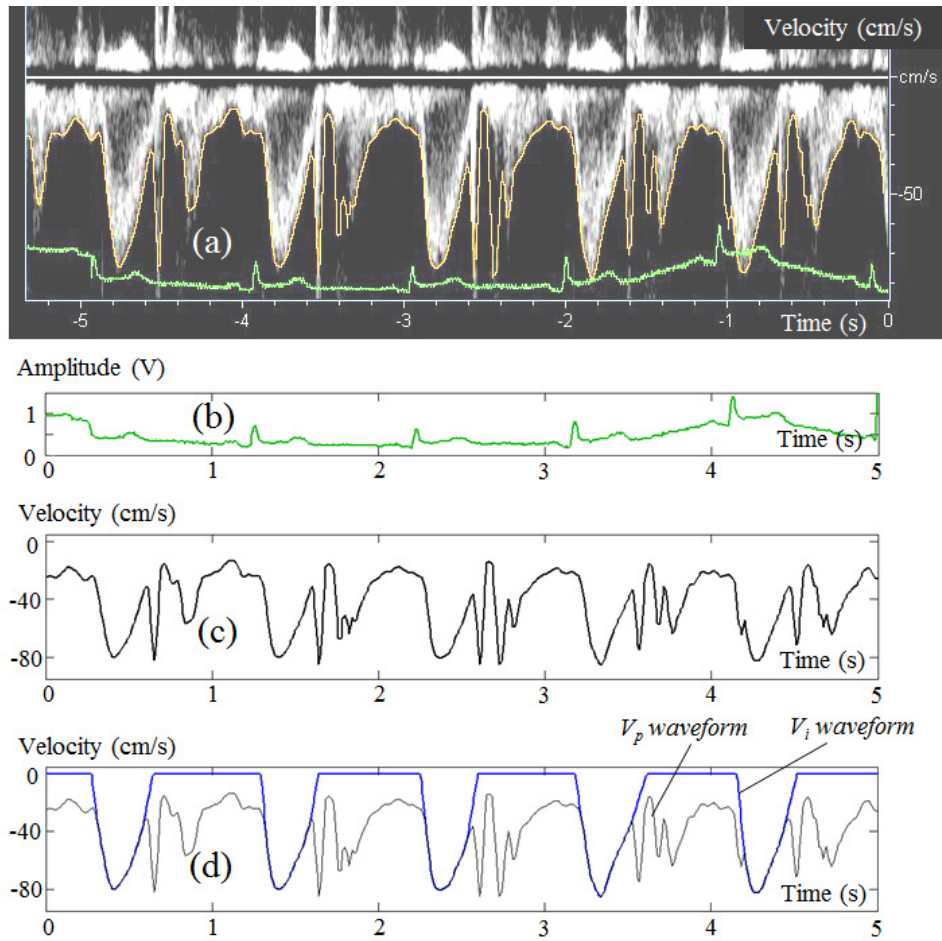 Velocity (cm/s)
cm/s
-50
(a)
-5 -4 -3 -2 -1 Time (s) 0
Amplitude (V)
1
(b)
Time (s)
0
0 1 2 3 4 5
Velocity (cm/s)
0
-40
(c)
-80
Time (s)
0 1 2 3 4 5
Velocity (cm/s)
Vp waveform
Vi waveform
0
-40
(d)
-80
Time (s)
0 1 2 3 4 5